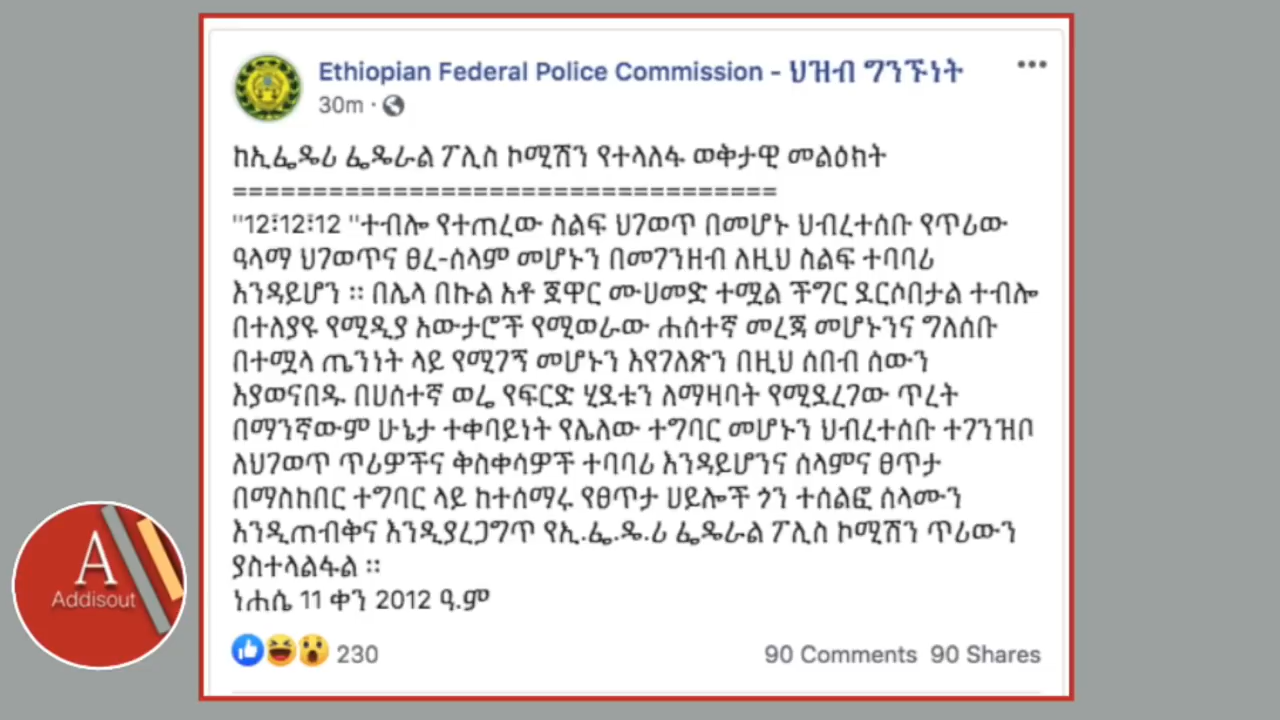 Ethiopian Federal Police Commission - ህዝብ ግንኙነት
30m ·
ከኢፌዴሪ ፌዴራል ፖሊስ ኮሚሽን የተላለፋ ወቅታዊ መልዕክት
==================================
"12፣12፣12 "ተብሎ የተጠረው ስልፍ ህገወጥ በመሆኑ ህብረተሰቡ የጥሪው
ዓላማ ህገወጥና ፀረ-ሰላም መሆኑን በመገንዘብ ለዚህ ስልፍ ተባባሪ
እንዳይሆን ፡፡ በሌላ በኩል አቶ ጀዋር ሙሀመድ ተሟል ችግር ደርሶበታል ተብሎ
በተለያዩ የሚዲያ አውታሮች የሚወራው ሐሰተኛ መረጃ መሆኑንና ግለሰቡ
በተሟላ ጤንነት ላይ የሚገኝ መሆኑን እየገለጽን በዚህ ሰበብ ሰውን
እያወናበዱ በሀሰተኛ ወሬ የፍርድ ሂደቱን ለማዛባት የሚደረገው ጥረት
በማንኛውም ሁኔታ ተቀባይነት የሌለው ተግባር መሆኑን ህብረተሰቡ ተገንዝቦ
ለህገወጥ ጥሪዎችና ቅስቀሳዎች ተባባሪ እንዳይሆንና ሰላምና ፀጥታ
በማስከበር ተግባር ላይ ከተሰማሩ የፀጥታ ሀይሎች ጎን ተሰልፎ ሰላሙን
እንዲጠብቅና እንዲያረጋግጥ የኢ.ፌ.ዴ.ሪ ፌዴራል ፖሊስ ኮሚሽን ጥሪውን
ያስተላልፋል ፡፡
ነሐሴ 11 ቀን 2012 ዓ.ም
230
90 Comments 90 Shares
A
Addisout